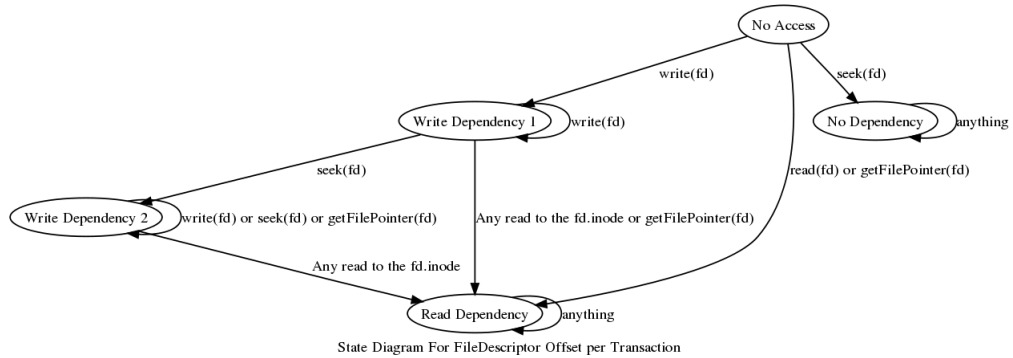 No Access
write(fd)
seek(fd)
Write Dependency 1
write(fd)
No Dependency
anything
seek(fd)
read(fd) or getFilePointer(fd)
Write Dependency 2
write(fd) or seek(fd) or getFilePointer(fd)
Any read to the fd.inode or getFilePointer(fd)
Any read to the fd.inode
Read Dependency
anything
State Diagram For FileDescriptor Offset per Transaction